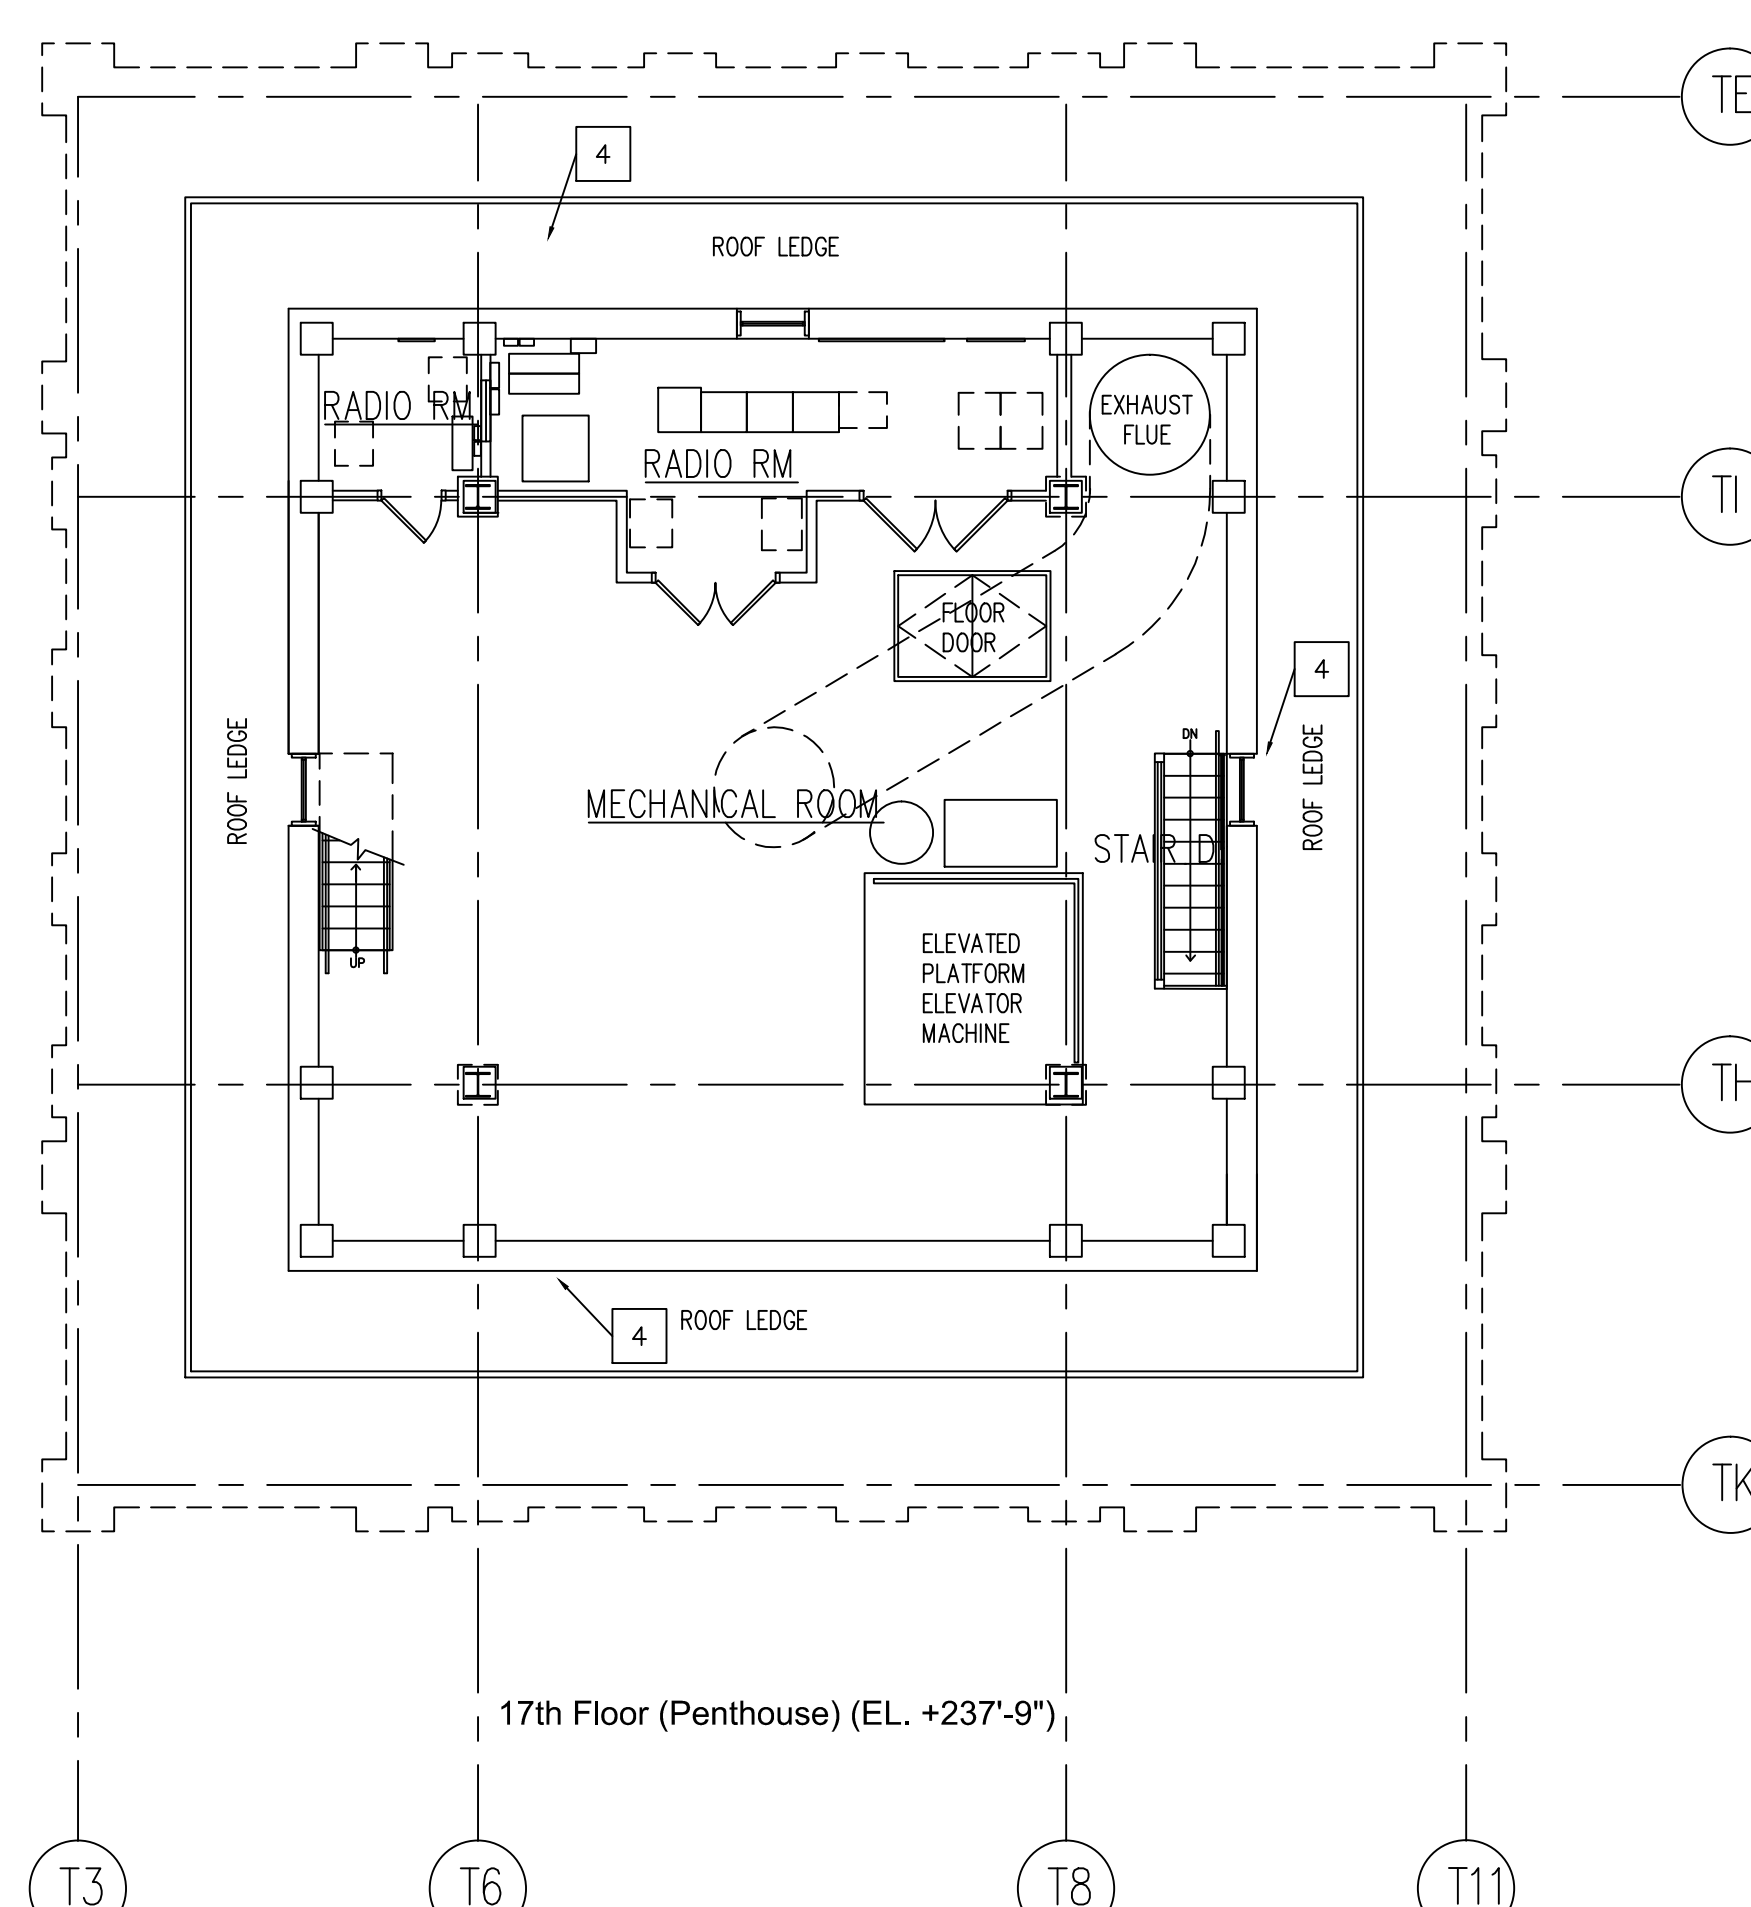 TE
4
ROOF LEDGE
EXHAUST
FLUE
RADIO RM
RADIO RM
TI
FLOOR
DOOR
4
ROOF LEDGE
DN
ROOF LEDGE
MECHANICAL ROOM
STAIR D
ELEVATED
PLATFORM
ELEVATOR
MACHINE
UP
TH
4
ROOF LEDGE
TK
17th Floor (Penthouse) (EL. +237'-9")
T3
T6
T8
T11